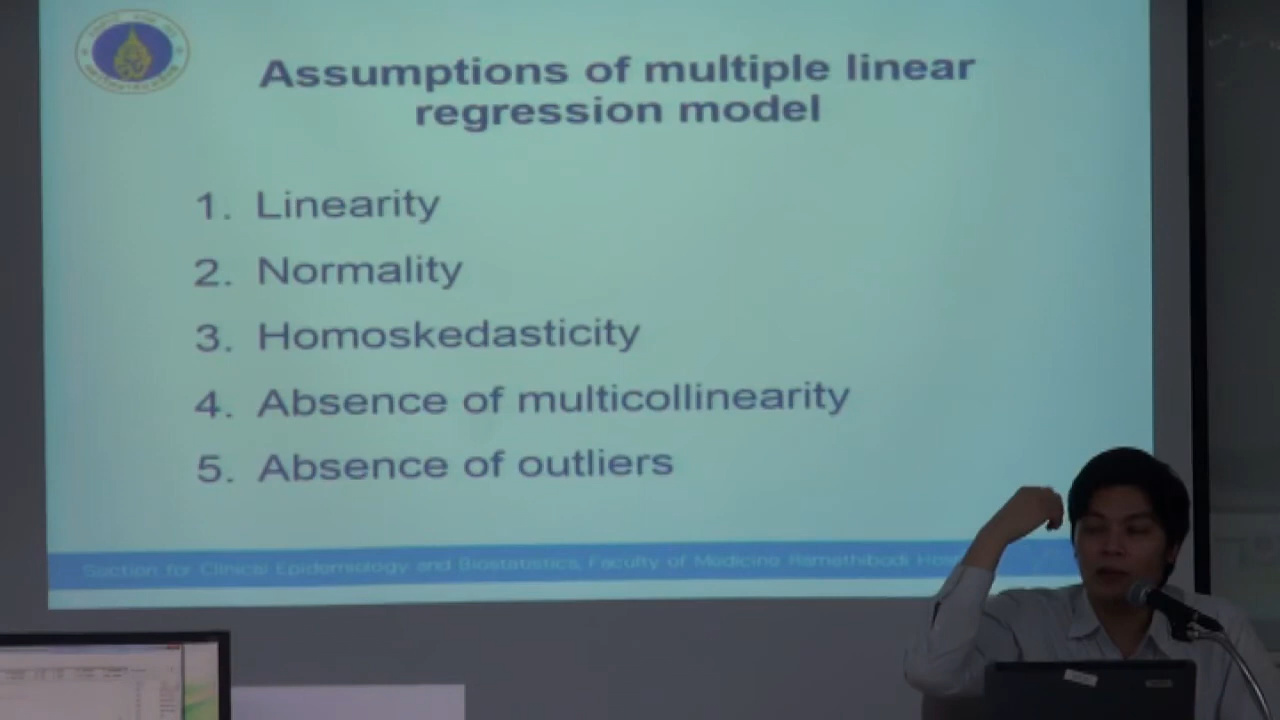 Assumptions of multiple linear
regression model
1. Linearity
2. Normality
3. Homoskedasticity
4. Absence of multicollinearity
5. Absence of outliers
Section for Clinical Epidemiology and Biostatistics, Faculty of Medicine Ramathibodi